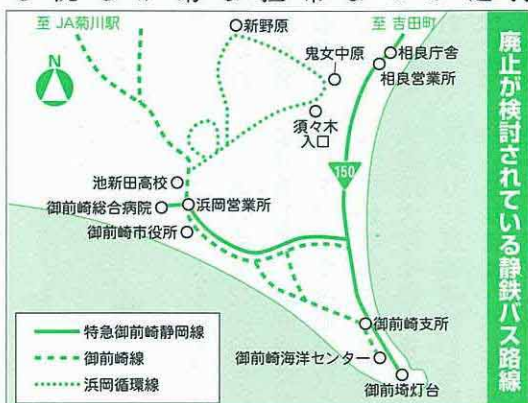 至 JA菊川駅
新野原
至 吉田町
鬼女中原
相良庁舎
相良営業所
N
須々木
入口
150
池新田高校
御前崎総合病院
浜岡営業所
御前崎市役所
特急御前崎静岡線
御前崎線
浜岡循環線
御前崎支所
御前崎海洋センター
御前埼灯台
廃止が検討されている静鉄バス路線